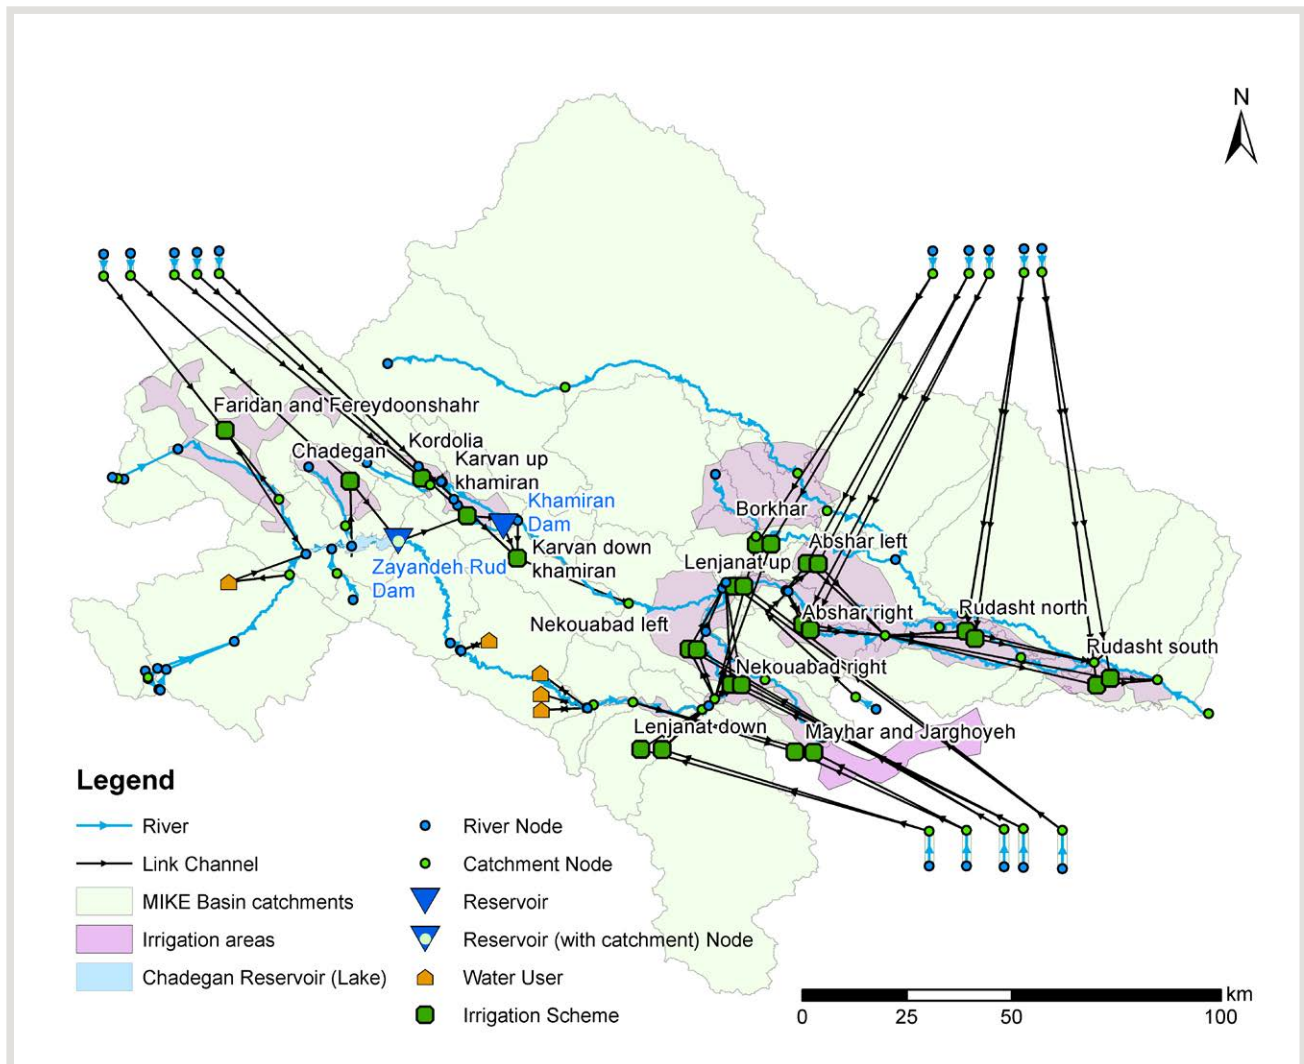 N
Faridan and Fereydoonshahr
Kordolia
Chadegan
Karvan up
khamiran
Khamiran
Dam
Borkhar
Karvan down
khamiran
Abshar left
Zayandeh Rud
Dam
Lenjanat up
Abshar right
Rudasht north
Nekouabad left
Rudasht south
Nekouabad right
Lenjanat down
Mayhar and Jarghoyeh
Legend
River
Link Channel
MIKE Basin catchments
Irrigation areas
Chadegan Reservoir (Lake)
River Node
Catchment Node
Reservoir
Reservoir (with catchment) Node
Water User
Irrigation Scheme
km
0 25 50 100